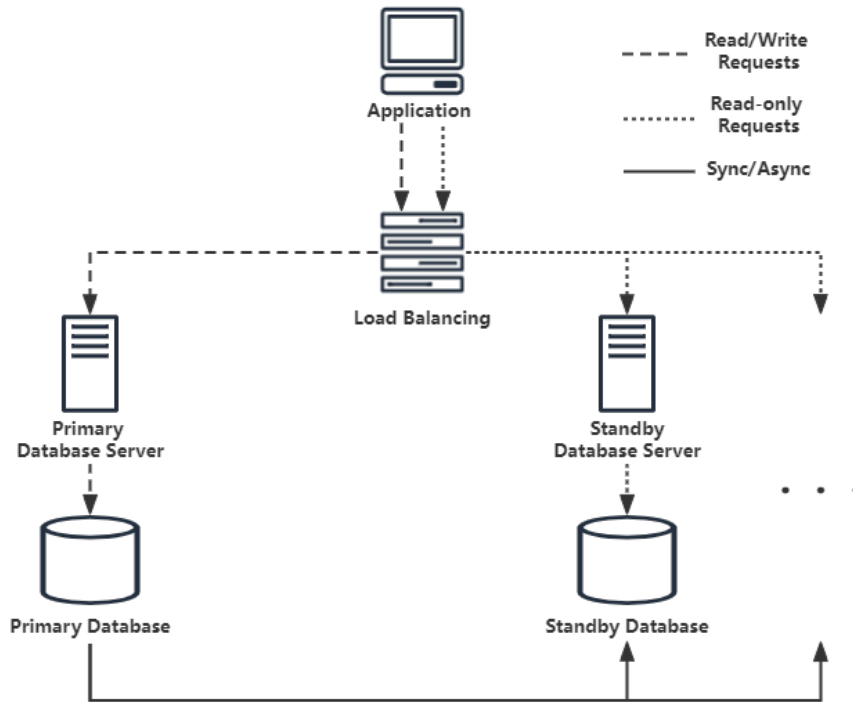 Read/Write
Requests
Application
Read-only
Requests
Sync/Async
Load Balancing
Primary
Database Server
Standby
Database Server
. . .
Primary Database
Standby Database